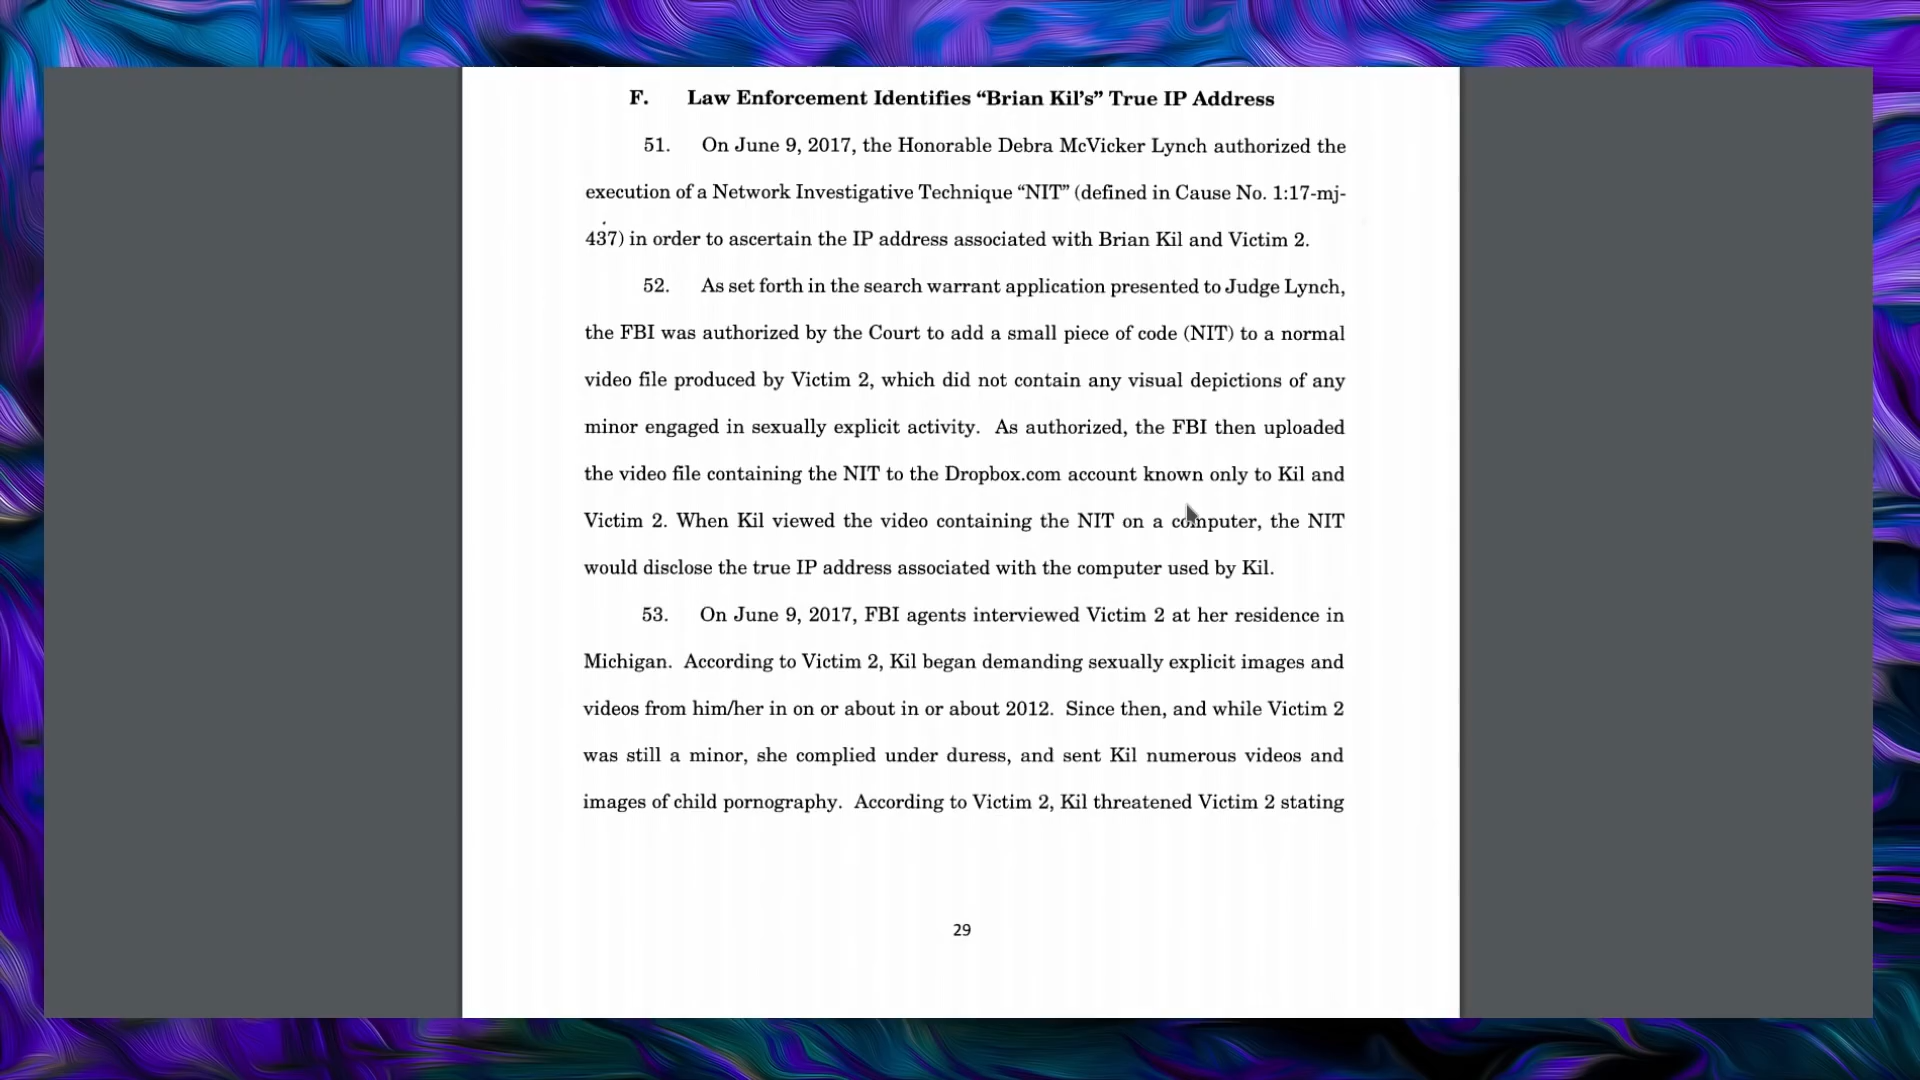 F. Law Enforcement Identifies “Brian Kil’s” True IP Address
51. On June 9, 2017, the Honorable Debra McVicker Lynch authorized the
execution of a Network Investigative Technique “NIT” (defined in Cause No. 1:17-mj-
437) in order to ascertain the IP address associated with Brian Kil and Victim 2.
52. As set forth in the search warrant application presented to Judge Lynch,
the FBI was authorized by the Court to add a small piece of code (NIT) to a normal
video file produced by Victim 2, which did not contain any visual depictions of any
minor engaged in sexually explicit activity. As authorized, the FBI then uploaded
the video file containing the NIT to the Dropbox.com account known only to Kil and
Victim 2. When Kil viewed the video containing the NIT on a computer, the NIT
would disclose the true IP address associated with the computer used by Kil.
53. On June 9, 2017, FBI agents interviewed Victim 2 at her residence in
Michigan. According to Victim 2, Kil began demanding sexually explicit images and
videos from him/her in on or about in or about 2012. Since then, and while Victim 2
was still a minor, she complied under duress, and sent Kil numerous videos and
images of child pornography. According to Victim 2, Kil threatened Victim 2 stating
29